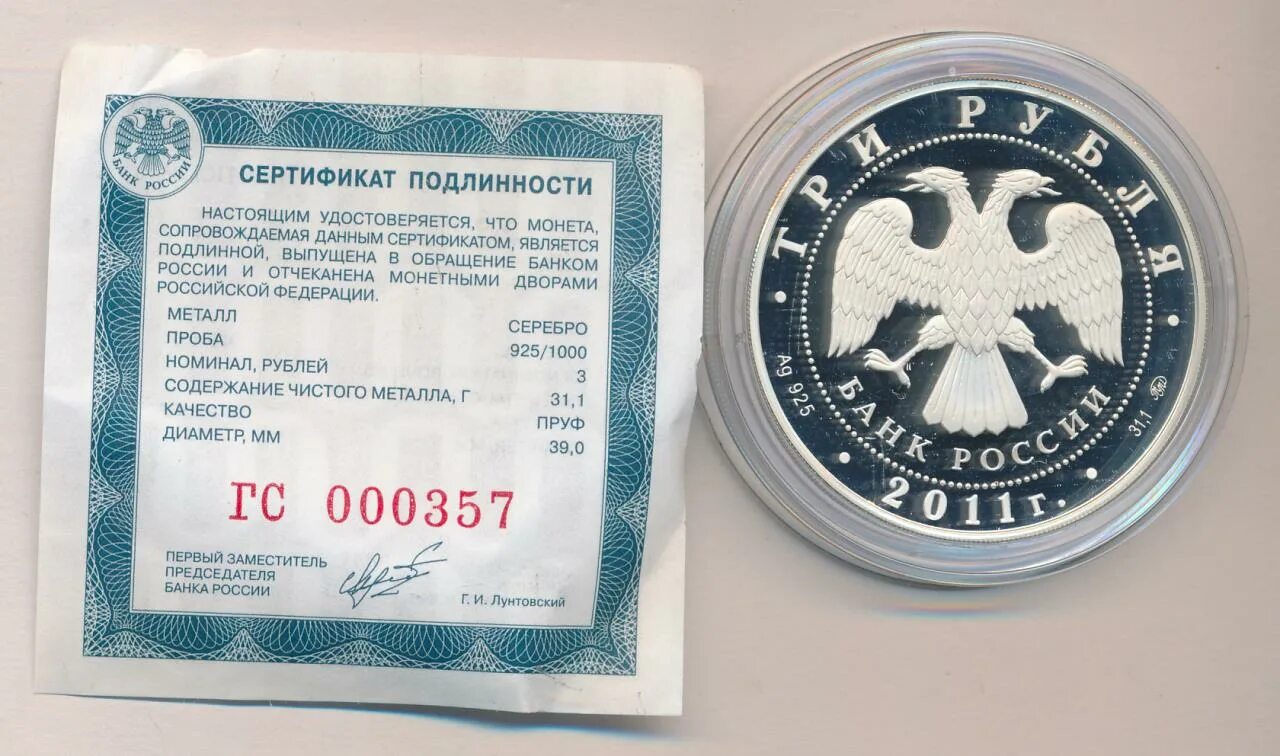 БАНК РОССИИ
СЕРТИФИКАТ ПОДЛИННОСТИ
НАСТОЯЩИМ УДОСТОВЕРЯЕТСЯ, ЧТО МОНЕТА,
СОПРОВОЖДАЕМАЯ ДАННЫМ СЕРТИФИКАТОМ, ЯВЛЯЕТСЯ
ПОДЛИННОЙ, ВЫПУЩЕНА В ОБРАЩЕНИЕ БАНКОМ
РОССИИ И ОТЧЕКАНЕНА МОНЕТНЫМИ ДВОРАМИ
РОССИЙСКОЙ ФЕДЕРАЦИИ.
МЕТАЛЛ СЕРЕБРО
ПРОБА 925/1000
НОМИНАЛ, РУБЛЕЙ 3
СОДЕРЖАНИЕ ЧИСТОГО МЕТАЛЛА, Г 31,1
КАЧЕСТВО ПРУФ
ДИАМЕТР, ММ 39,0
ГС 000357
ПЕРВЫЙ ЗАМЕСТИТЕЛЬ
ПРЕДСЕДАТЕЛЯ
БАНКА РОССИИ
Г. И. Лунтовский
ТРИ РУБЛЯ
Ag 925
БАНК РОССИИ
31,1
2011 г.